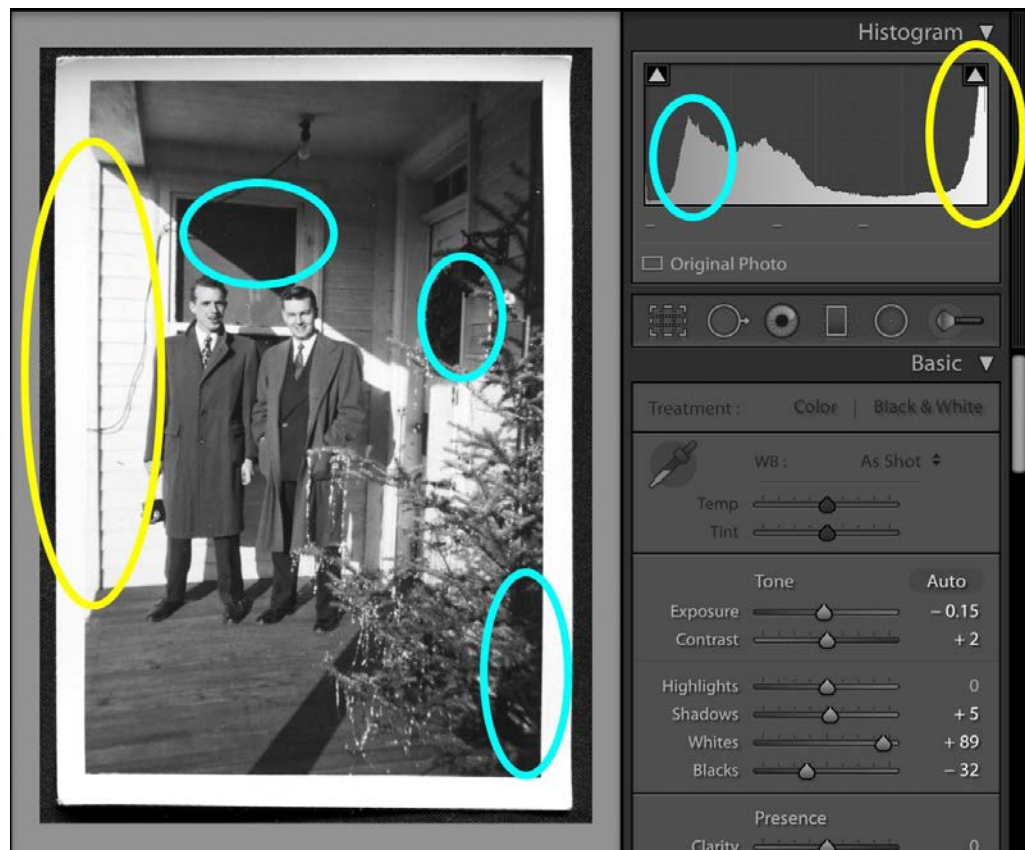 Histogram
Original Photo
Basic
Treatment : Color | Black & White
WB : As Shot
Temp
Tint
Tone Auto
Exposure – 0.15
Contrast + 2
Highlights 0
Shadows + 5
Whites + 89
Blacks – 32
Presence
Clarity 0